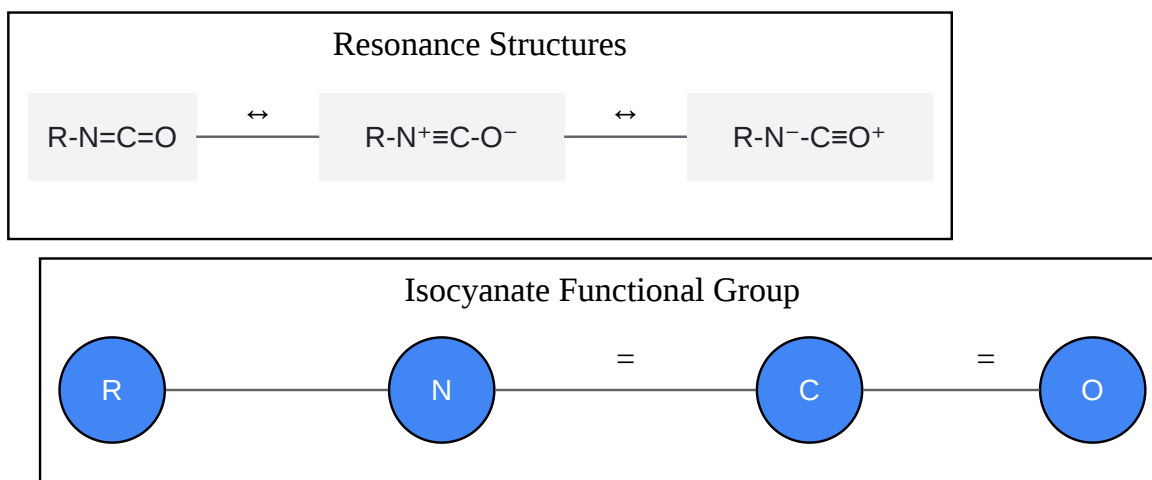 Resonance Structures
↔ ↔
R-N=C=O R-N⁺≡C-O⁻ R-N⁻-C≡O⁺
Isocyanate Functional Group
= =
R N C O